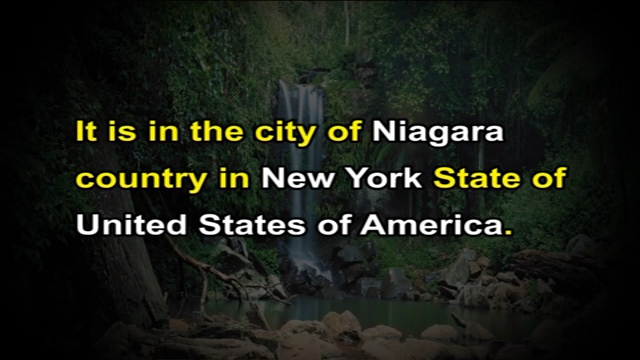 It is in the city of Niagara
country in New York State of
United States of America.